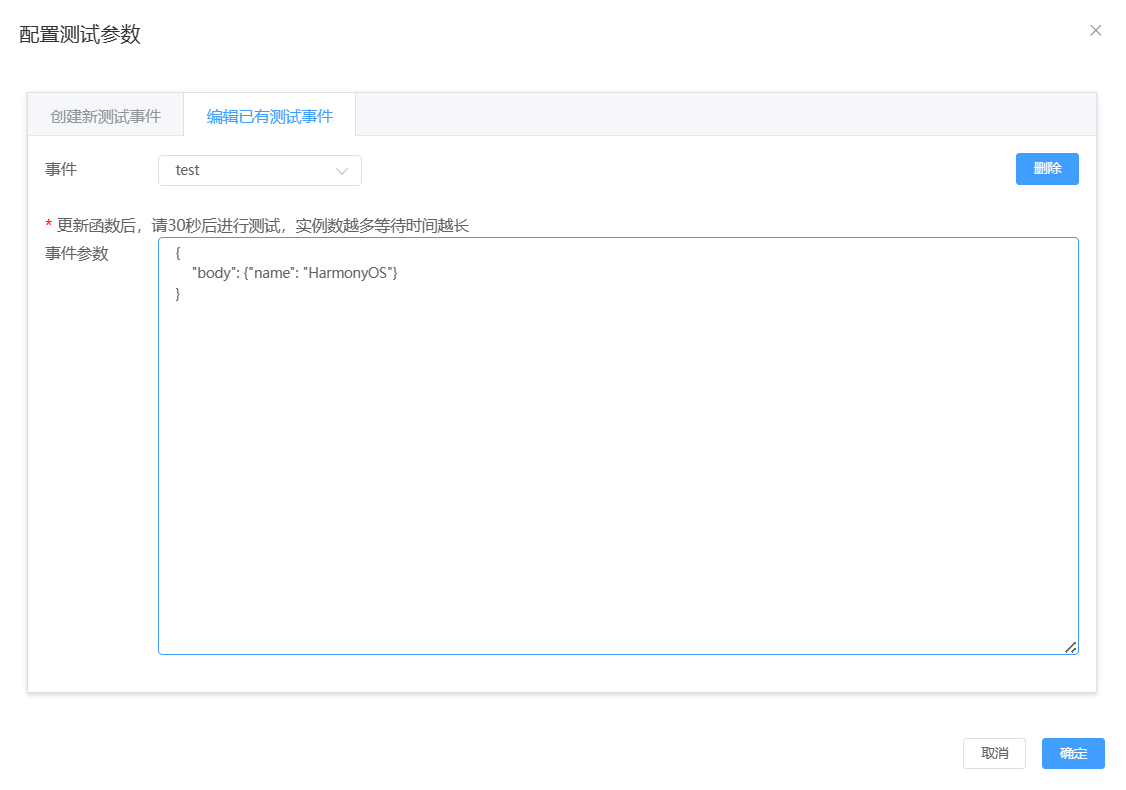 配置测试参数
创建新测试事件
编辑已有测试事件
事件
test
删除
* 更新函数后，请30秒后进行测试，实例数越多等待时间越长
事件参数
{
"body": {"name": "HarmonyOS"}
}
取消
确定